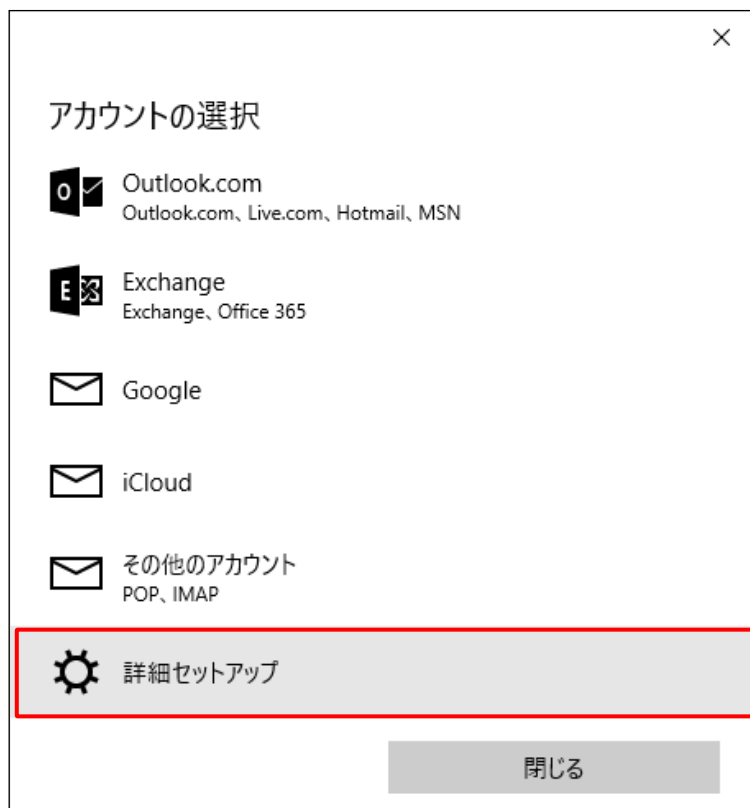 アカウントの選択
Outlook.com
Outlook.com、Live.com、Hotmail、MSN
Exchange
Exchange、Office 365
Google
iCloud
その他のアカウント
POP、IMAP
詳細セットアップ
閉じる